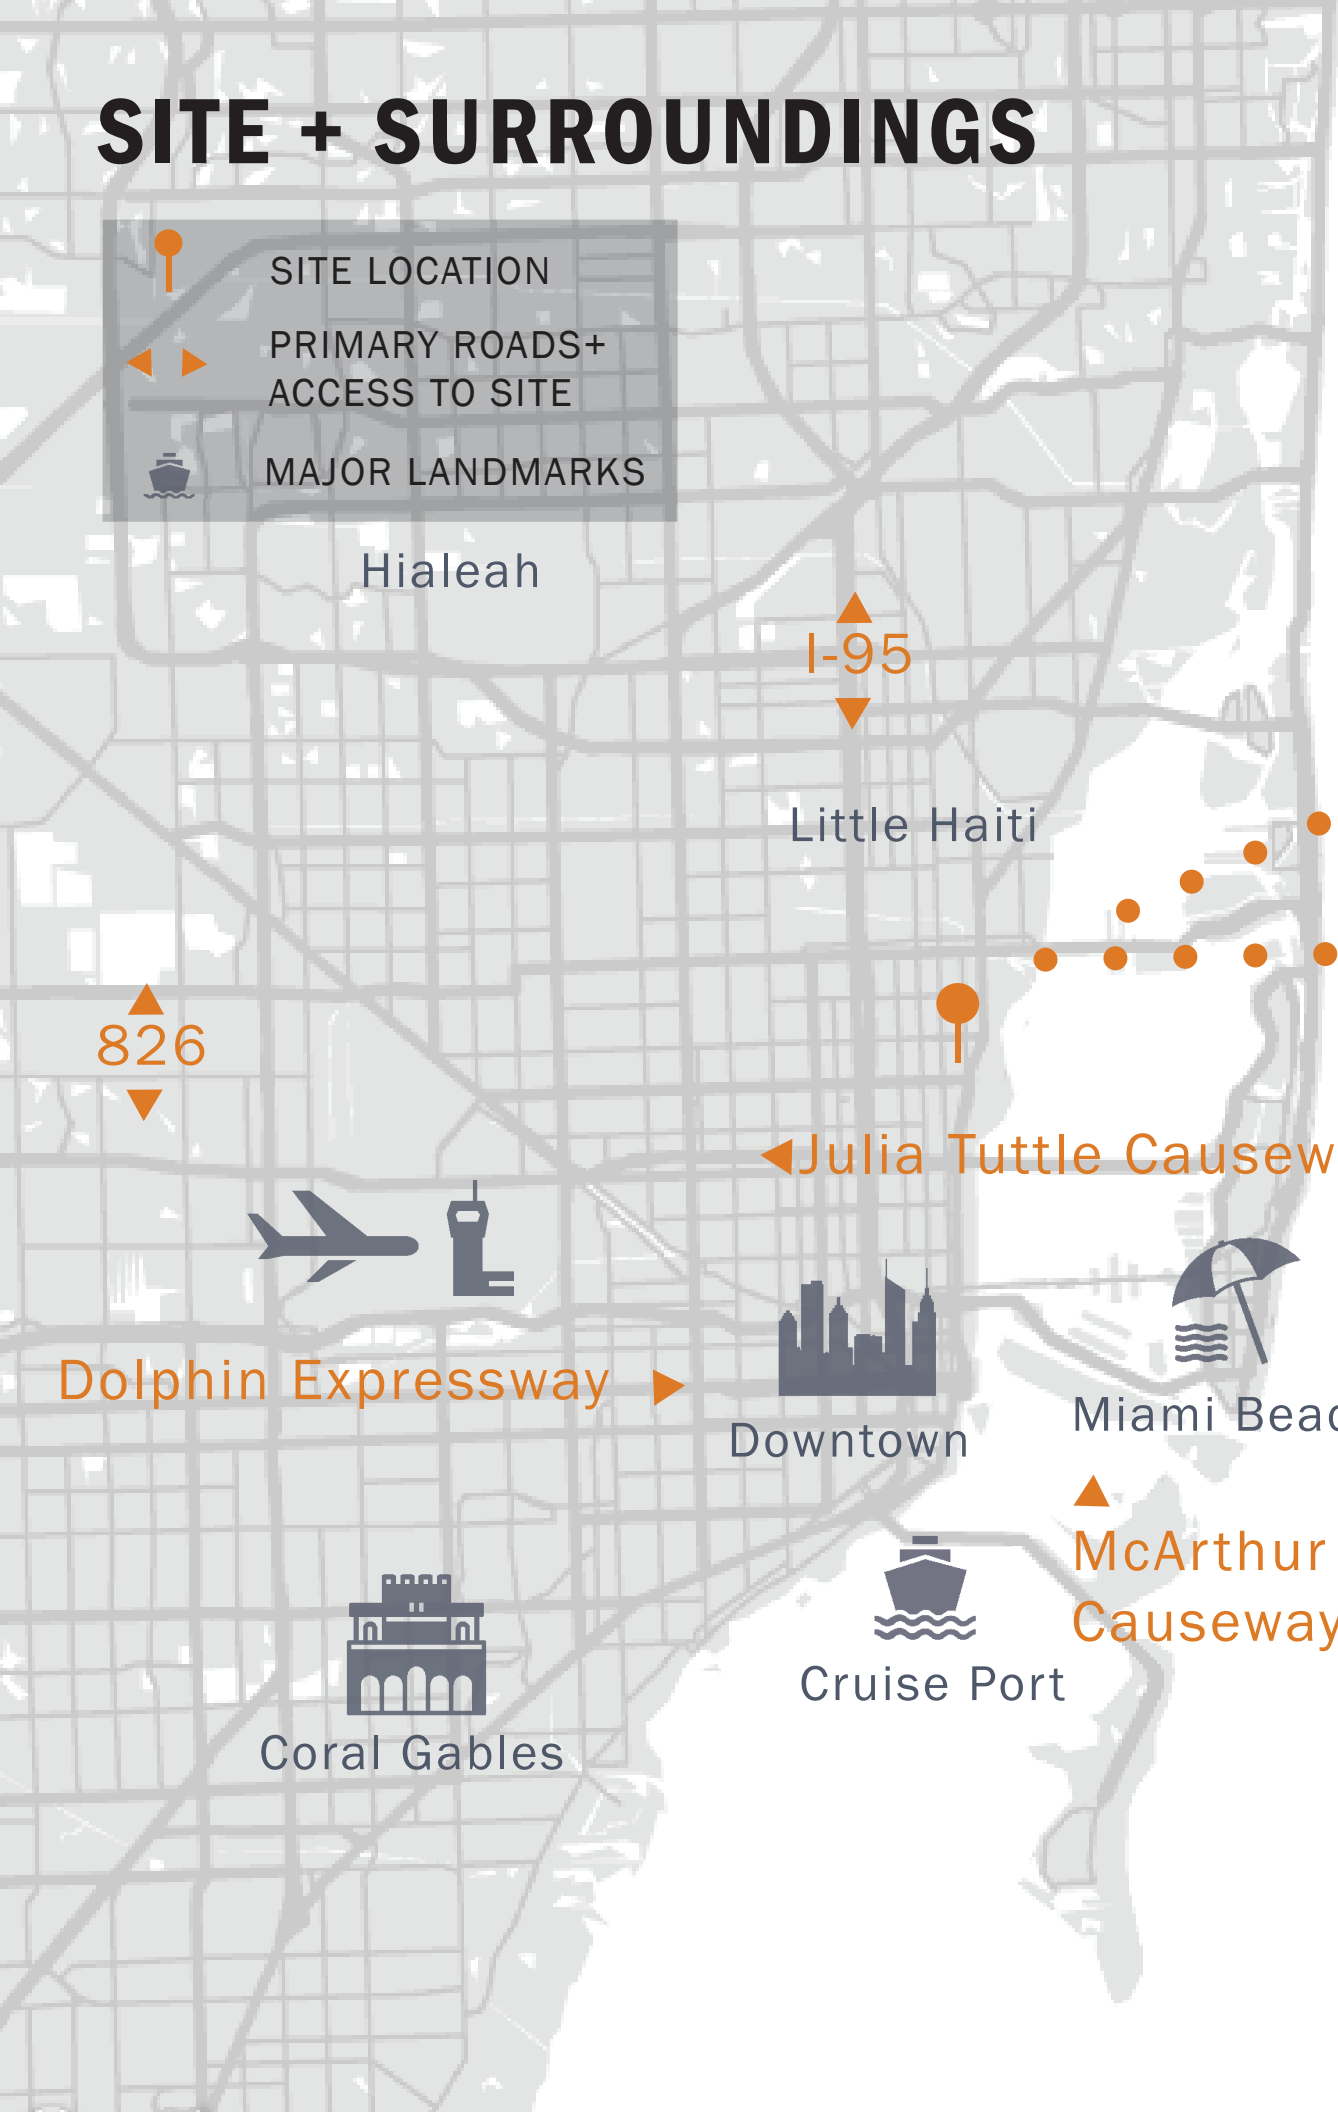 SITE + SURROUNDINGS
SITE LOCATION
PRIMARY ROADS+
ACCESS TO SITE
MAJOR LANDMARKS
Hialeah
I-95
Little Haiti
826
Julia Tuttle Causew
Dolphin Expressway
Downtown
Miami Beac
McArthur
Causeway
Cruise Port
Coral Gables